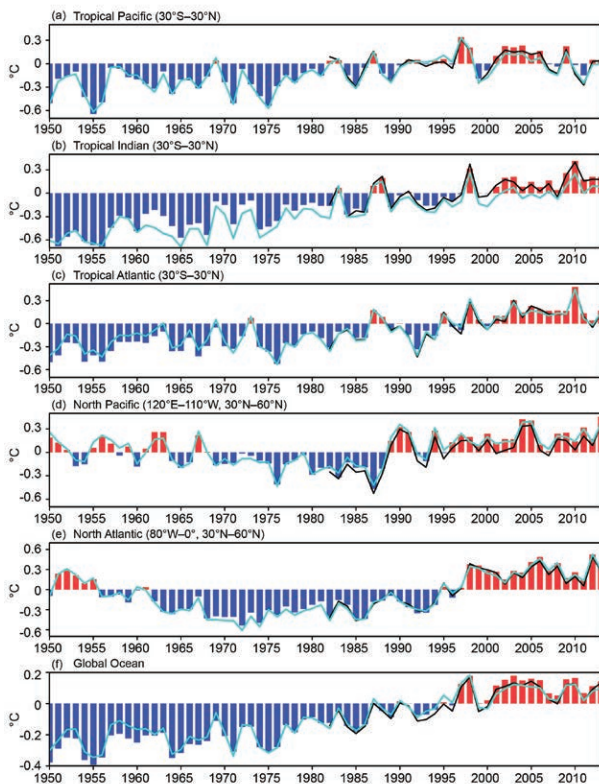 (a) Tropical Pacific (30°S–30°N)
°C
0.3
0
-0.3
-0.6
1950 1955 1960 1965 1970 1975 1980 1985 1990 1995 2000 2005 2010
(b) Tropical Indian (30°S–30°N)
°C
0.3
0
-0.3
-0.6
1950 1955 1960 1965 1970 1975 1980 1985 1990 1995 2000 2005 2010
(c) Tropical Atlantic (30°S–30°N)
°C
0.3
0
-0.3
-0.6
1950 1955 1960 1965 1970 1975 1980 1985 1990 1995 2000 2005 2010
(d) North Pacific (120°E–110°W, 30°N–60°N)
°C
0.3
0
-0.3
-0.6
1950 1955 1960 1965 1970 1975 1980 1985 1990 1995 2000 2005 2010
(e) North Atlantic (80°W–0°, 30°N–60°N)
°C
0.6
0.3
0
-0.3
-0.6
1950 1955 1960 1965 1970 1975 1980 1985 1990 1995 2000 2005 2010
(f) Global Ocean
°C
0.2
0
-0.2
-0.4
1950 1955 1960 1965 1970 1975 1980 1985 1990 1995 2000 2005 2010